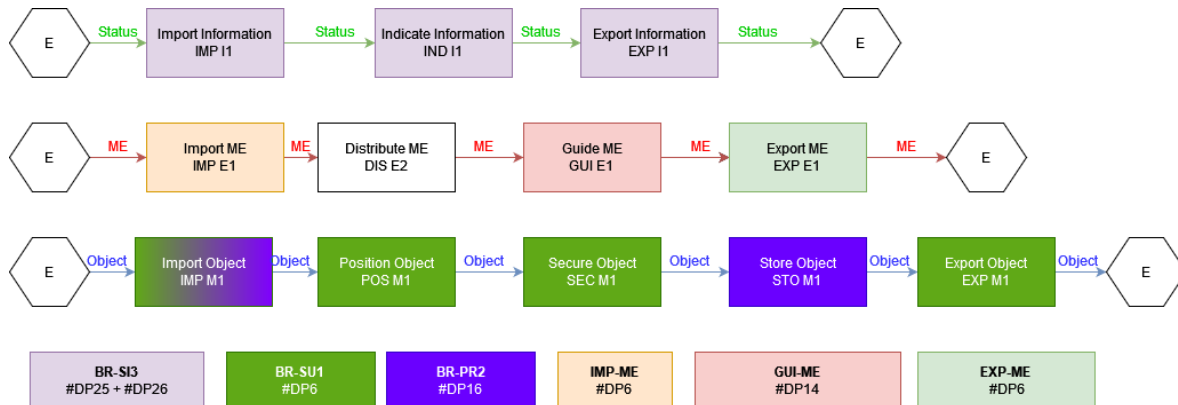 E
Status
Import Information
IMP I1
Status
Indicate Information
IND I1
Status
Export Information
EXP I1
Status
E
E
ME
Import ME
IMP E1
ME
Distribute ME
DIS E2
ME
Guide ME
GUI E1
ME
Export ME
EXP E1
ME
E
E
Object
Import Object
IMP M1
Object
Position Object
POS M1
Object
Secure Object
SEC M1
Object
Store Object
STO M1
Object
Export Object
EXP M1
Object
E
BR-SI3
#DP25 + #DP26
BR-SU1
#DP6
BR-PR2
#DP16
IMP-ME
#DP6
GUI-ME
#DP14
EXP-ME
#DP6